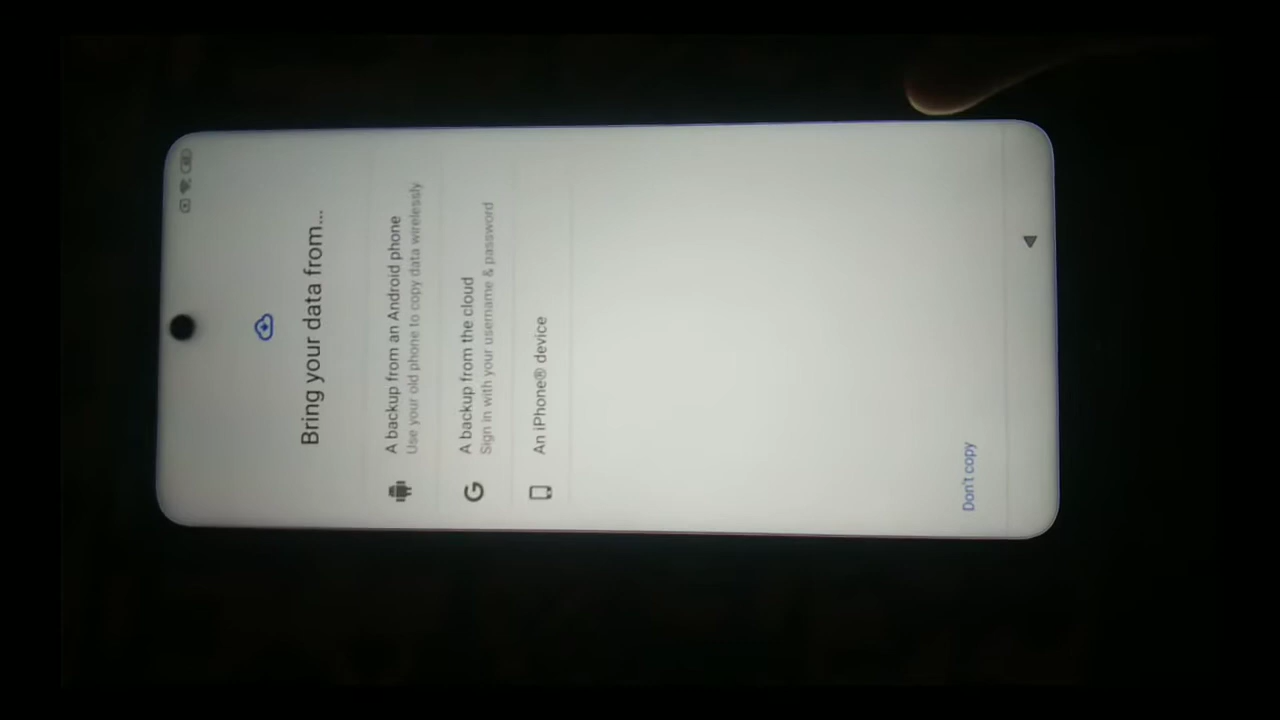 Bring your data from...
A backup from an Android phone
Use your old phone to copy data wirelessly
A backup from the cloud
Sign in with your username & password
An iPhone® device
Don't copy